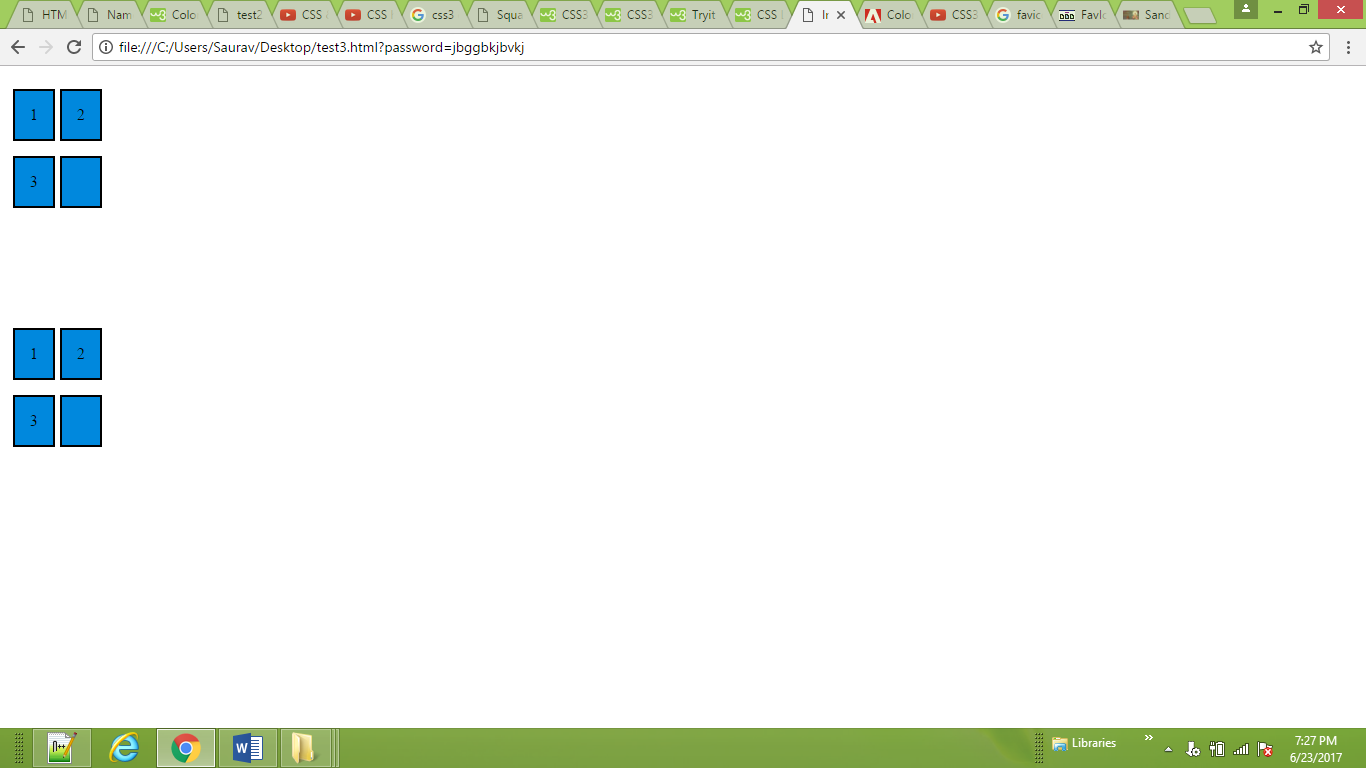 HTM Nam Colo test2 CSS CSS css3 Squa CSS3 CSS3 Tryit CSS Colo CSS3 favic FavIc Sand
file:///C:/Users/Saurav/Desktop/test3.html?password=jbggbkjbvkj
1 2
3
1 2
3
Libraries
7:27 PM
6/23/2017